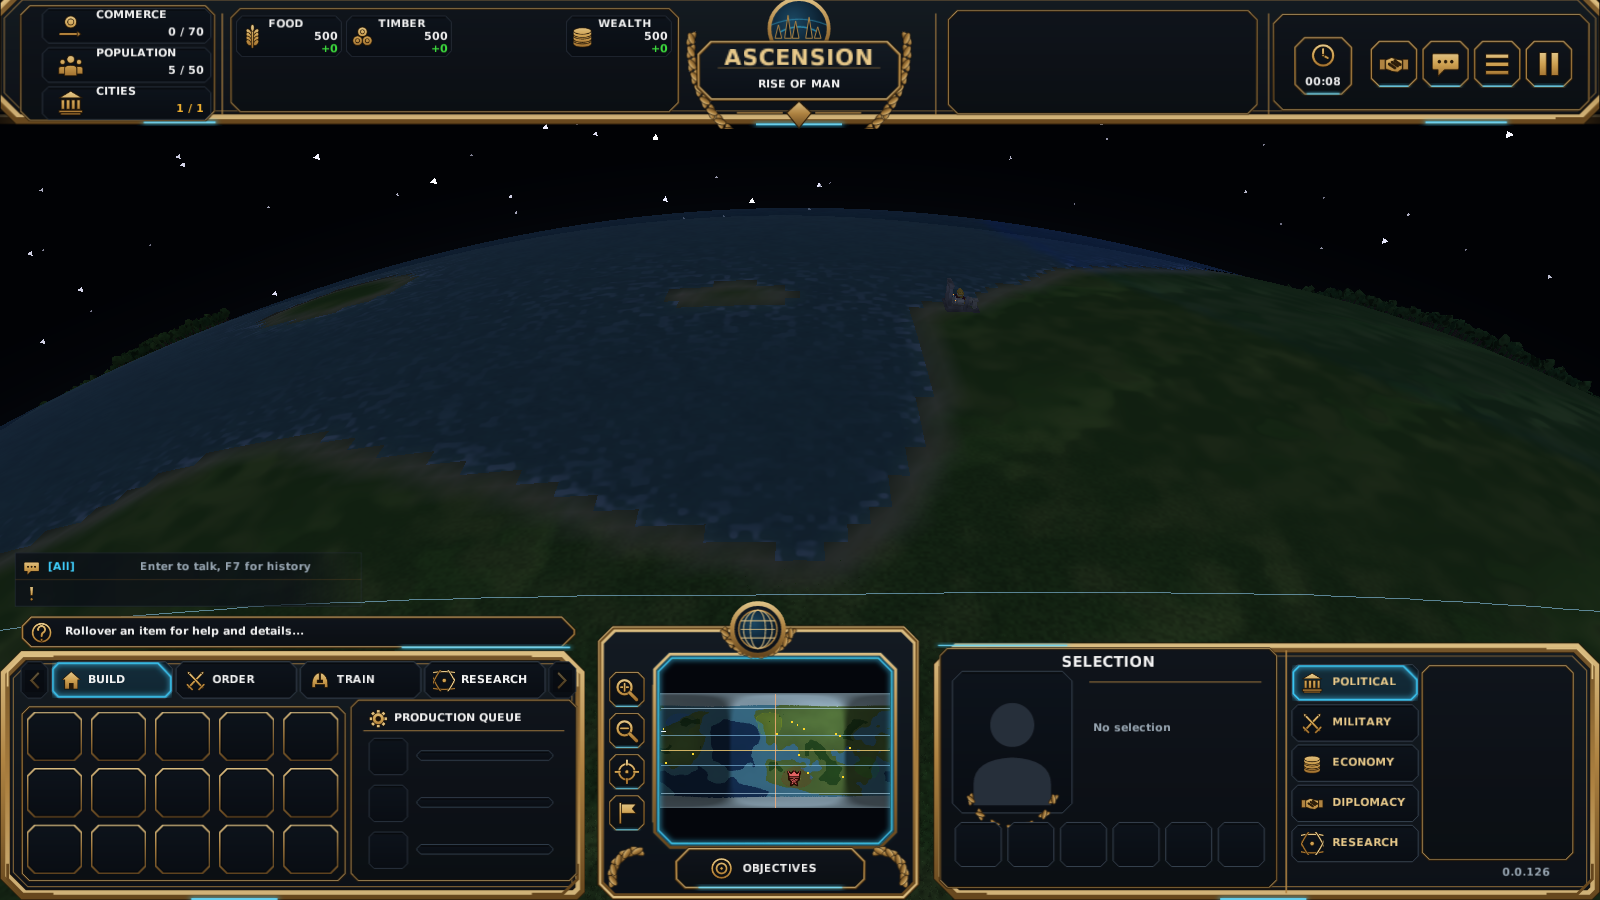 COMMERCE
0 / 70
POPULATION
5 / 50
CITIES
1 / 1
FOOD
500
+0
TIMBER
500
+0
WEALTH
500
+0
ASCENSION
RISE OF MAN
00:08
[All] Enter to talk, F7 for history
!
Rollover an item for help and details...
BUILD
ORDER
TRAIN
RESEARCH
PRODUCTION QUEUE
OBJECTIVES
SELECTION
No selection
POLITICAL
MILITARY
ECONOMY
DIPLOMACY
RESEARCH
0.0.126